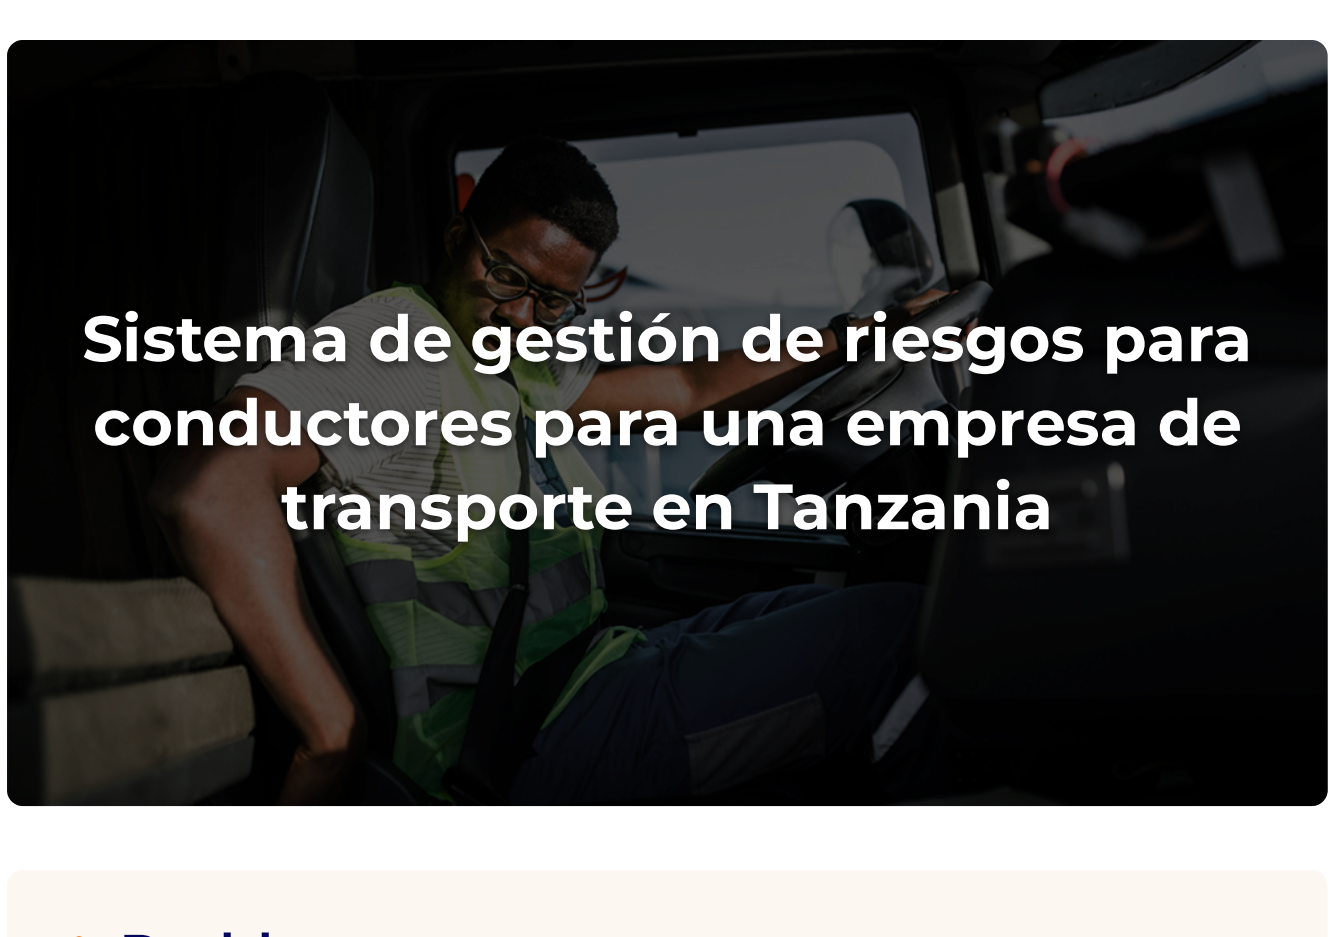 Sistema de gestión de riesgos para
conductores para una empresa de
transporte en Tanzania